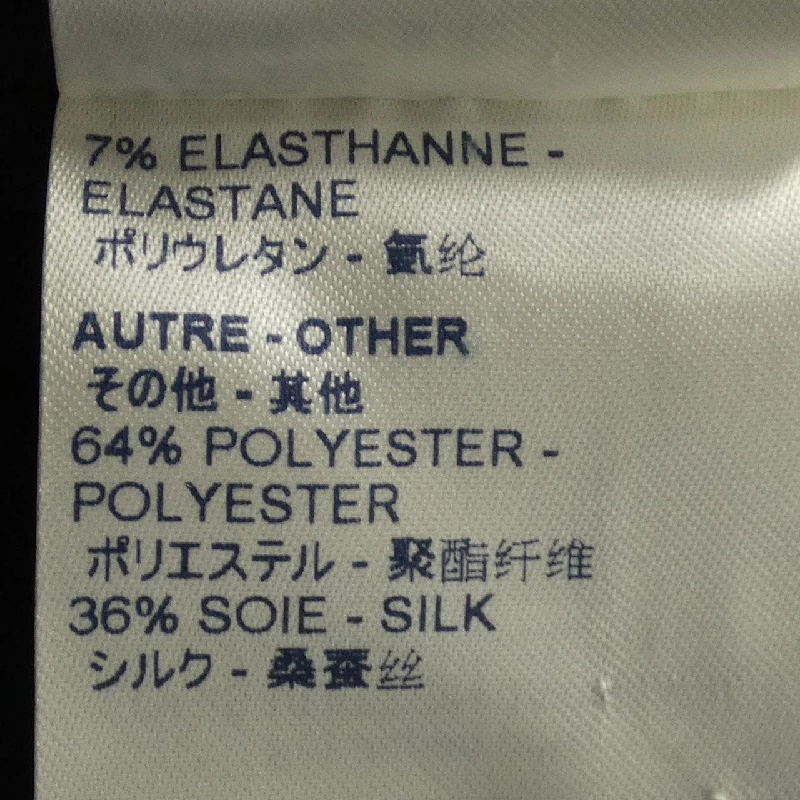 7% ELASTHANNE -
ELASTANE
ポリウレタン - 氨纶
AUTRE - OTHER
その他 - 其他
64% POLYESTER -
POLYESTER
ポリエステル - 聚酯纤维
36% SOIE - SILK
シルク - 桑蚕丝